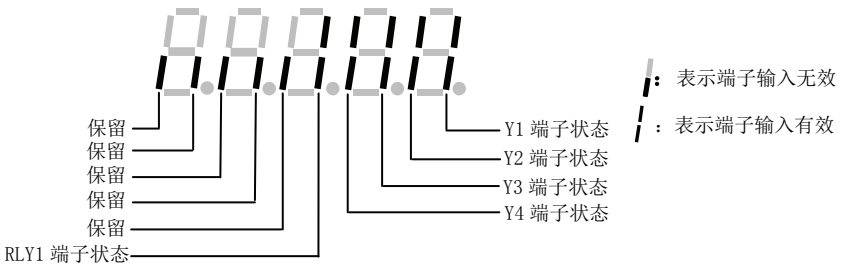 ：表示端子输入无效
：表示端子输入有效
保留
保留
保留
保留
保留
RLY1 端子状态
Y1 端子状态
Y2 端子状态
Y3 端子状态
Y4 端子状态